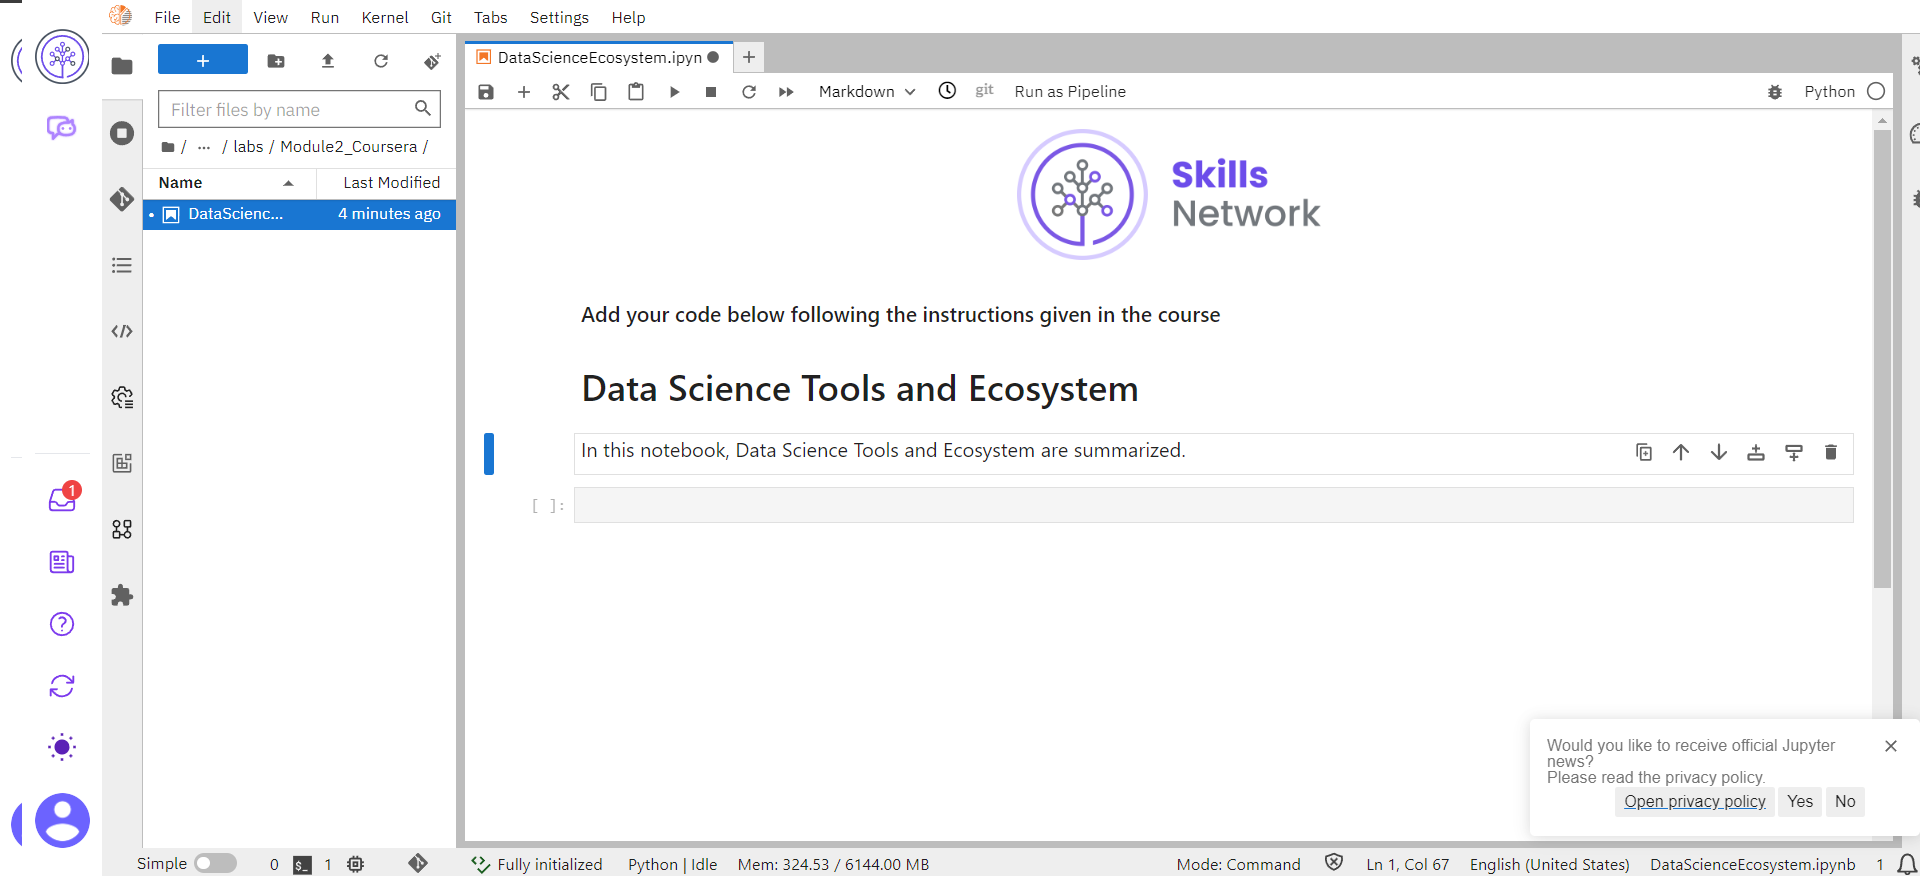 File Edit View Run Kernel Git Tabs Settings Help
Filter files by name
/ ... / labs / Module2_Coursera /
Name Last Modified
DataScienc... 4 minutes ago
DataScienceEcosystem.ipyn
Markdown git Run as Pipeline Python
Skills
Network
Add your code below following the instructions given in the course
Data Science Tools and Ecosystem
In this notebook, Data Science Tools and Ecosystem are summarized.
[ ]:
1
Would you like to receive official Jupyter
news?
Please read the privacy policy.
Open privacy policy Yes No
Simple 0 $_ 1 Fully initialized Python | Idle Mem: 324.53 / 6144.00 MB Mode: Command Ln 1, Col 67 English (United States) DataScienceEcosystem.ipynb 1